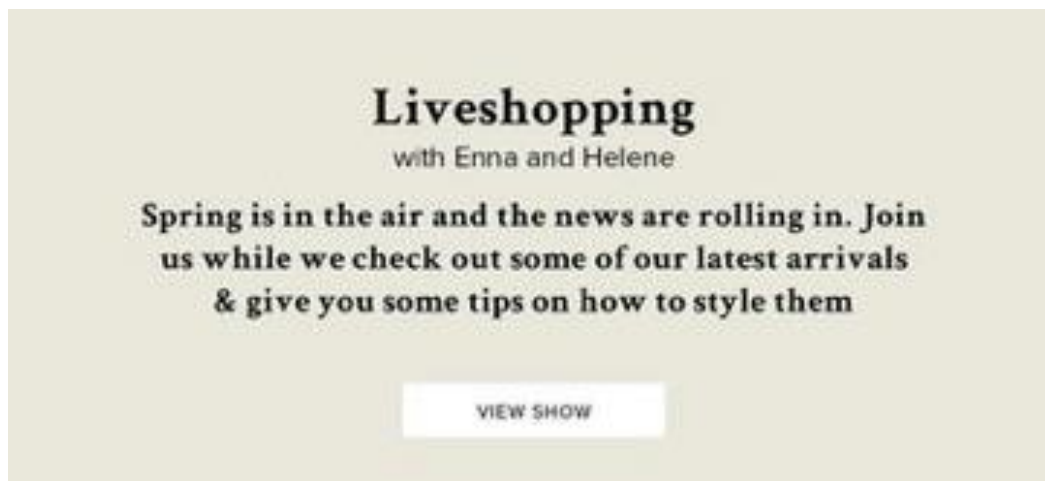 Liveshopping
with Enna and Helene
Spring is in the air and the news are rolling in. Join
us while we check out some of our latest arrivals
& give you some tips on how to style them
VIEW SHOW